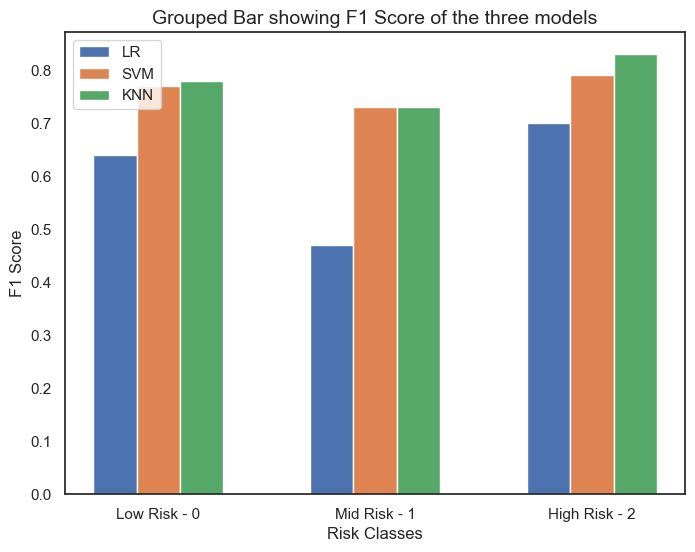 Grouped Bar showing F1 Score of the three models
LR
SVM
KNN
0.8
0.7
0.6
0.5
0.4
0.3
0.2
0.1
0.0
F1 Score
Low Risk - 0
Mid Risk - 1
High Risk - 2
Risk Classes